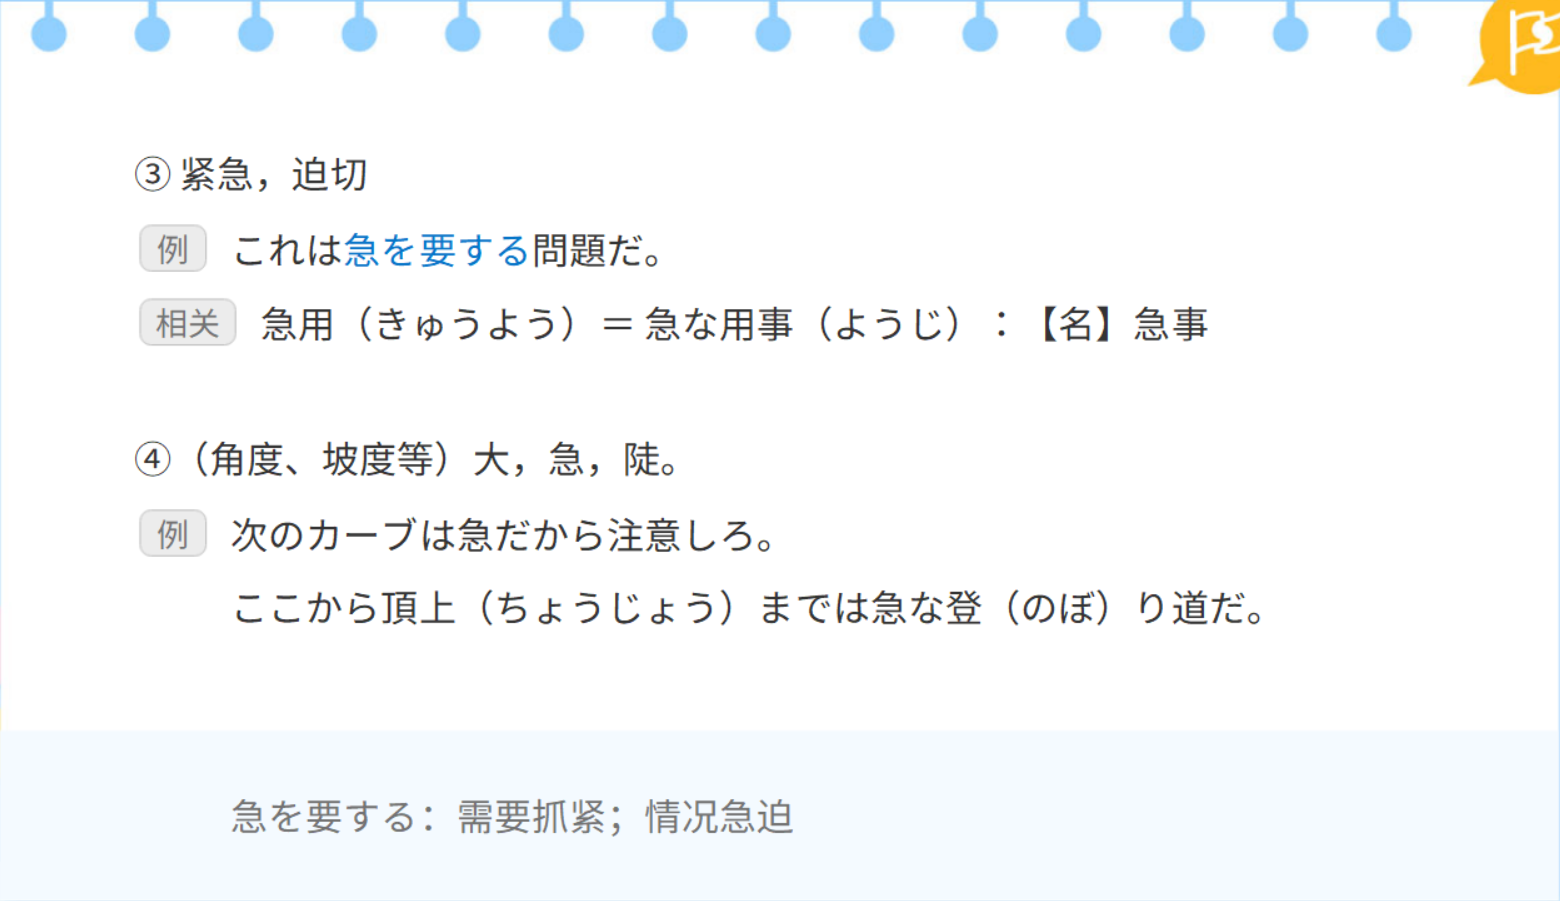 ③ 紧急，迫切
例 これは急を要する問題だ。
相关 急用（きゅうよう）＝ 急な用事（ようじ）：【名】急事
④（角度、坡度等）大，急，陡。
例 次のカーブは急だから注意しろ。
ここから頂上（ちょうじょう）までは急な登（のぼ）り道だ。
急を要する：需要抓紧；情况急迫